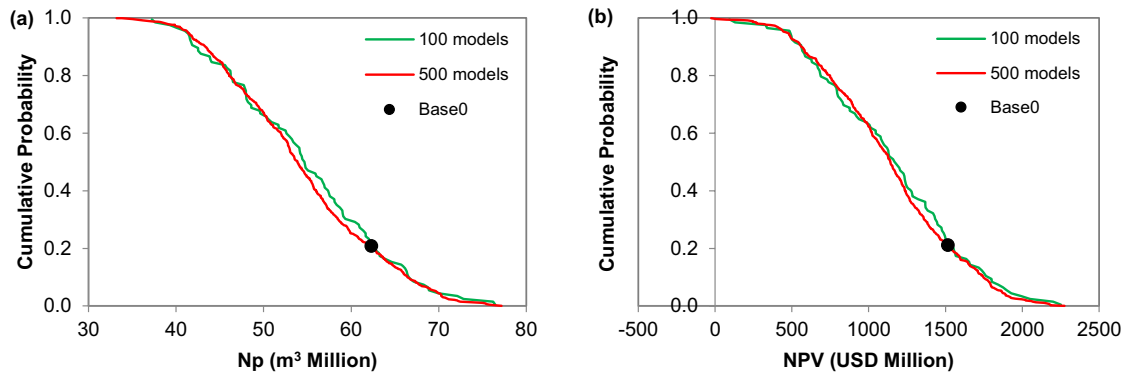 (a)
Cumulative Probability
1.0
0.8
0.6
0.4
0.2
0.0
30 40 50 60 70 80
Np (m³ Million)
100 models
500 models
Base0
(b)
Cumulative Probability
1.0
0.8
0.6
0.4
0.2
0.0
-500 0 500 1000 1500 2000 2500
NPV (USD Million)
100 models
500 models
Base0